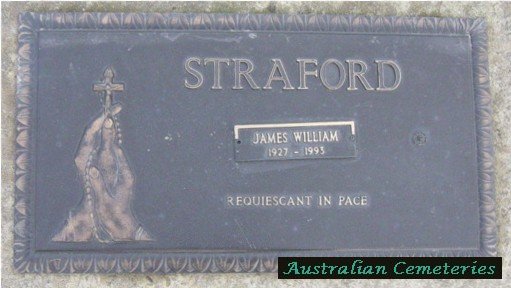 STRAFORD
JAMES WILLIAM
1927 - 1993
REQUIESCANT IN PACE
Australian Cemeteries